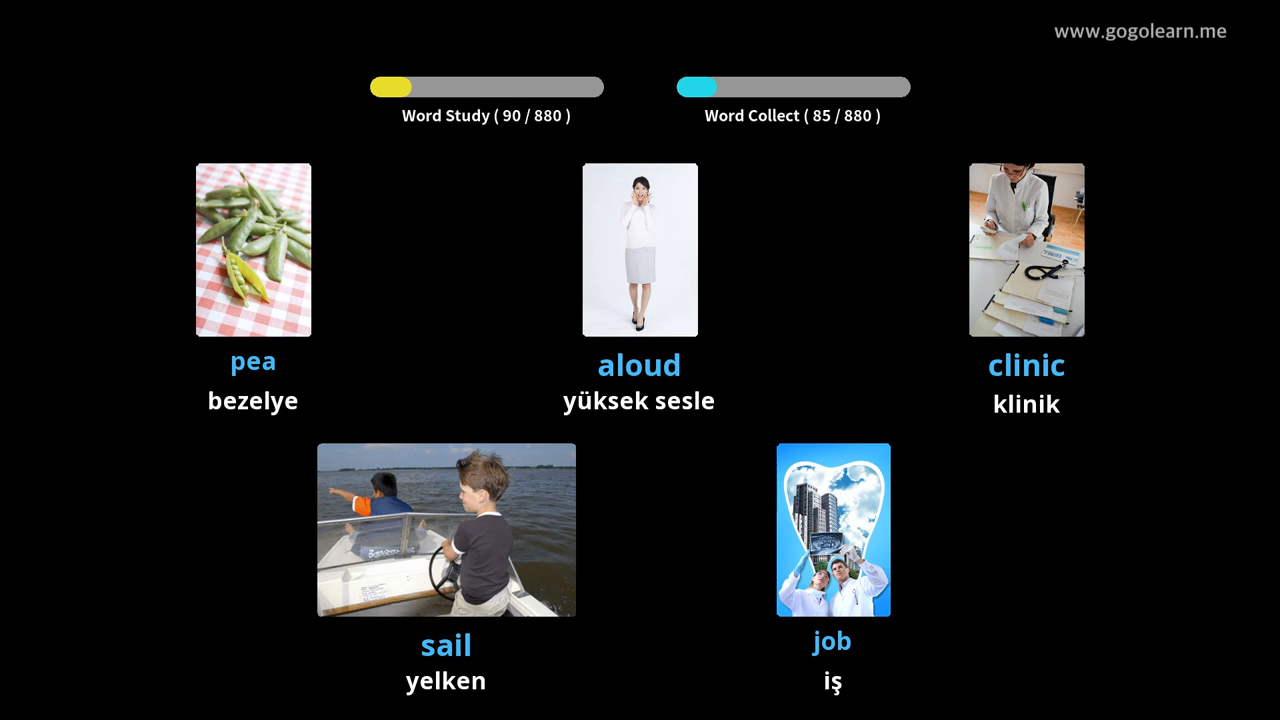 www.gogolearn.me
Word Study ( 90 / 880 )
Word Collect ( 85 / 880 )
pea
bezelye
aloud
yüksek sesle
clinic
klinik
sail
yelken
job
iş